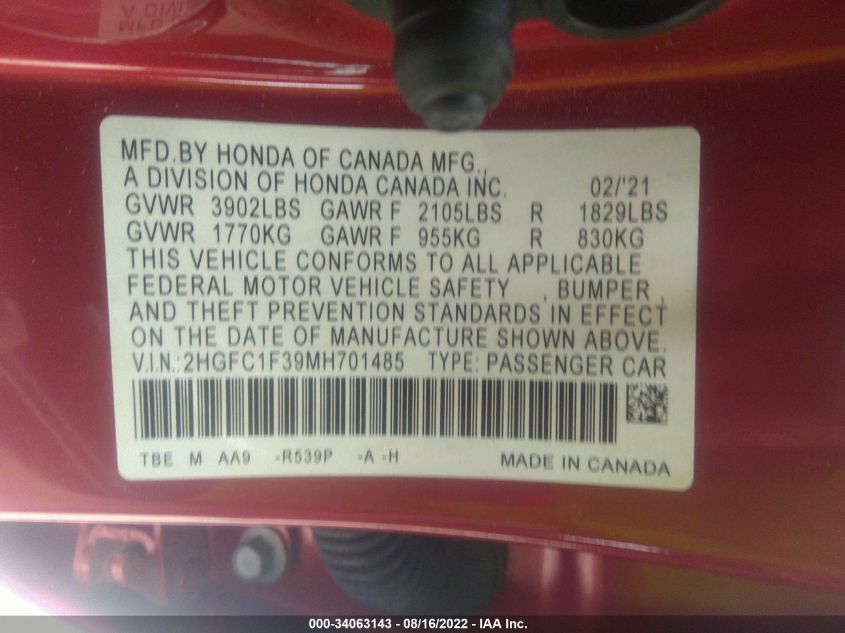 MFD.BY HONDA OF CANADA MFG.,
A DIVISION OF HONDA CANADA INC. 02/'21
GVWR 3902LBS GAWR F 2105LBS R 1829LBS
GVWR 1770KG GAWR F 955KG R 830KG
THIS VEHICLE CONFORMS TO ALL APPLICABLE
FEDERAL MOTOR VEHICLE SAFETY , BUMPER ,
AND THEFT PREVENTION STANDARDS IN EFFECT
ON THE DATE OF MANUFACTURE SHOWN ABOVE.
V.I.N.: 2HGFC1F39MH701485 TYPE: PASSENGER CAR
TBE M AA9 -R539P -A -H MADE IN CANADA
000-34063143 - 08/16/2022 - IAA Inc.